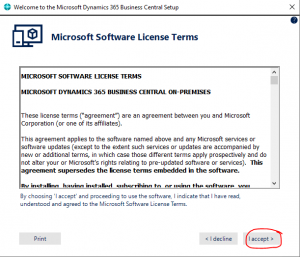 Welcome to the Microsoft Dynamics 365 Business Central Setup
Microsoft Software License Terms
MICROSOFT SOFTWARE LICENSE TERMS
MICROSOFT DYNAMICS 365 BUSINESS CENTRAL ON-PREMISES
These license terms ("agreement") are an agreement between you and Microsoft
Corporation (or one of its affiliates).
This agreement applies to the software named above and any Microsoft services or
software updates (except to the extent such services or updates are accompanied by
new or additional terms, in which case those different terms apply prospectively and do
not alter your or Microsoft's rights relating to pre-updated software or services). This
agreement supersedes the license terms embedded in the software.
By installing, having installed, subscribing to, or using the software, you
By choosing 'I accept' and proceeding to use the software, I indicate that I have read,
understood and agreed to the Microsoft Software License Terms.
Print
< I decline
I accept >